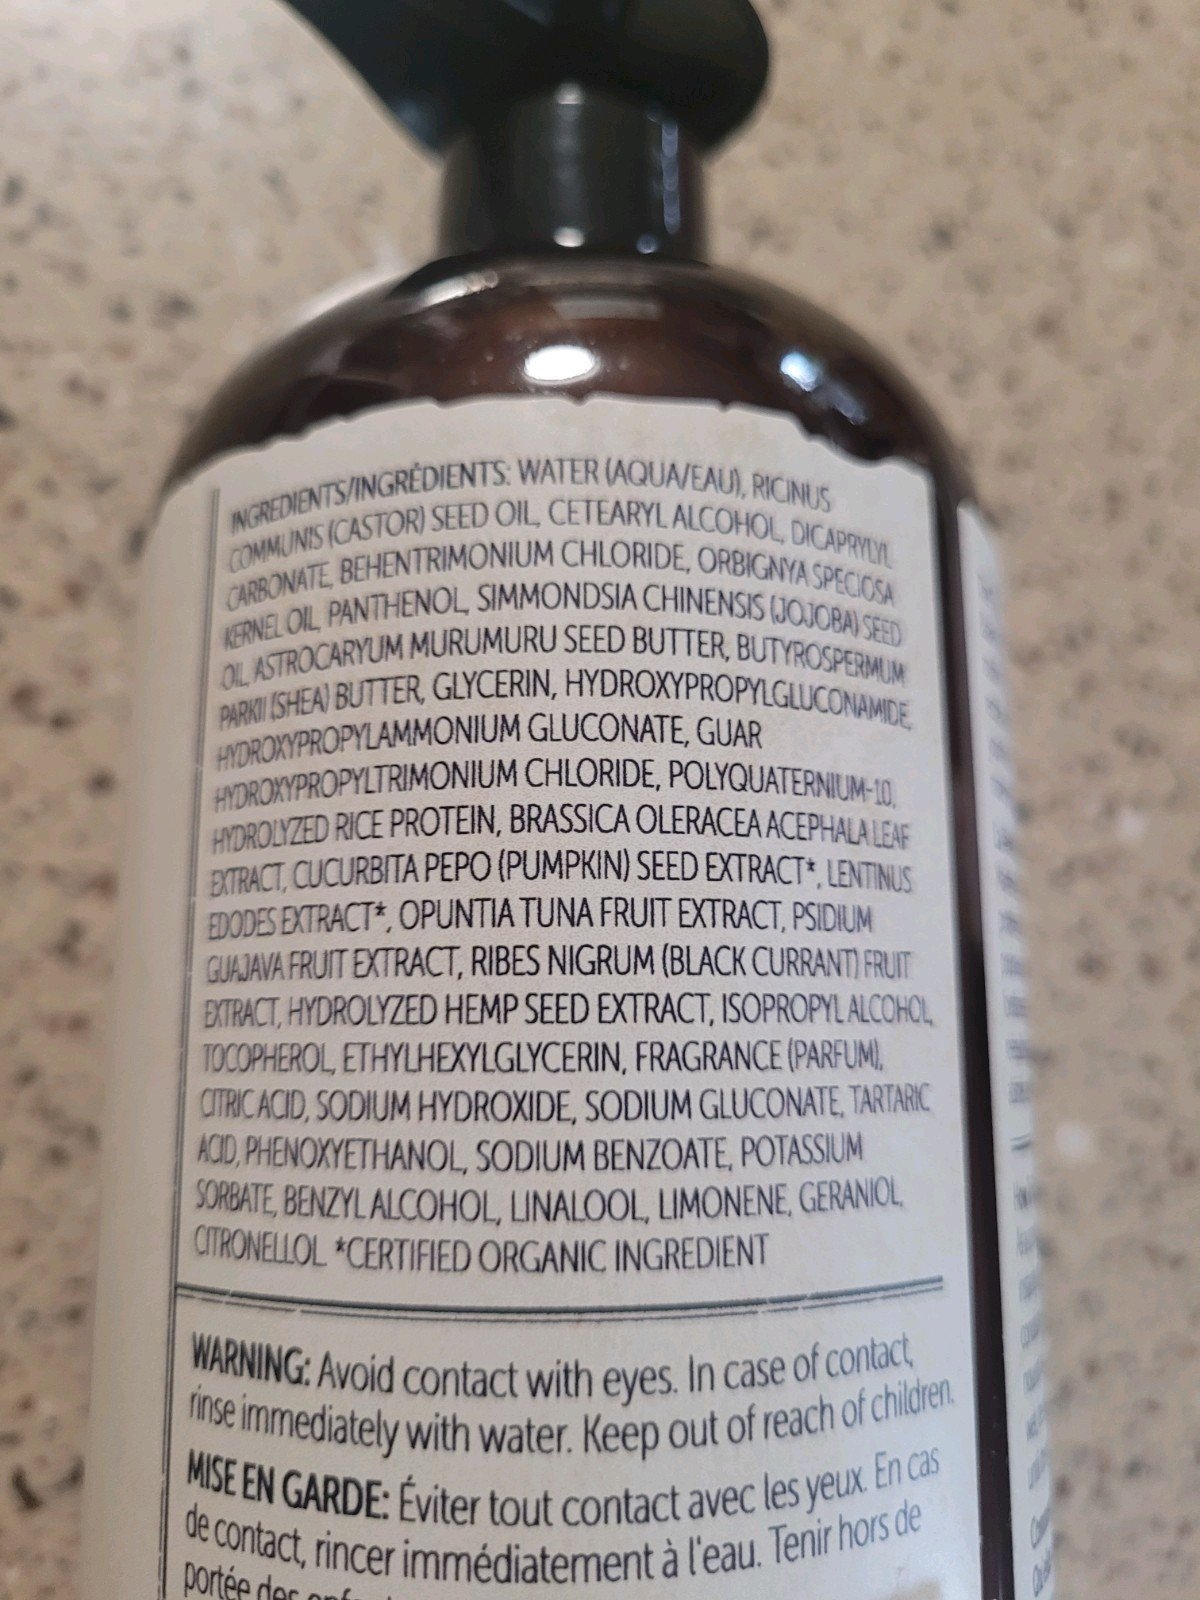 INGREDIENTS/INGRÉDIENTS: WATER (AQUA/EAU), RICINUS
COMMUNIS (CASTOR) SEED OIL, CETEARYL ALCOHOL, DICAPRYLYL
CARBONATE, BEHENTRIMONIUM CHLORIDE, ORBIGNYA SPECIOSA
KERNEL OIL, PANTHENOL, SIMMONDSIA CHINENSIS (JOJOBA) SEED
OIL, ASTROCARYUM MURUMURU SEED BUTTER, BUTYROSPERMUM
PARKII (SHEA) BUTTER, GLYCERIN, HYDROXYPROPYLGLUCONAMIDE,
HYDROXYPROPYLAMMONIUM GLUCONATE, GUAR
HYDROXYPROPYLTRIMONIUM CHLORIDE, POLYQUATERNIUM-10,
HYDROLYZED RICE PROTEIN, BRASSICA OLERACEA ACEPHALA LEAF
EXTRACT, CUCURBITA PEPO (PUMPKIN) SEED EXTRACT*, LENTINUS
EDODES EXTRACT*, OPUNTIA TUNA FRUIT EXTRACT, PSIDIUM
GUAJAVA FRUIT EXTRACT, RIBES NIGRUM (BLACK CURRANT) FRUIT
EXTRACT, HYDROLYZED HEMP SEED EXTRACT, ISOPROPYL ALCOHOL,
TOCOPHEROL, ETHYLHEXYLGLYCERIN, FRAGRANCE (PARFUM),
CITRIC ACID, SODIUM HYDROXIDE, SODIUM GLUCONATE, TARTARIC
ACID, PHENOXYETHANOL, SODIUM BENZOATE, POTASSIUM
SORBATE, BENZYL ALCOHOL, LINALOOL, LIMONENE, GERANIOL,
CITRONELLOL *CERTIFIED ORGANIC INGREDIENT
WARNING: Avoid contact with eyes. In case of contact,
rinse immediately with water. Keep out of reach of children.
MISE EN GARDE: Éviter tout contact avec les yeux. En cas
de contact, rincer immédiatement à l'eau. Tenir hors de
portée des